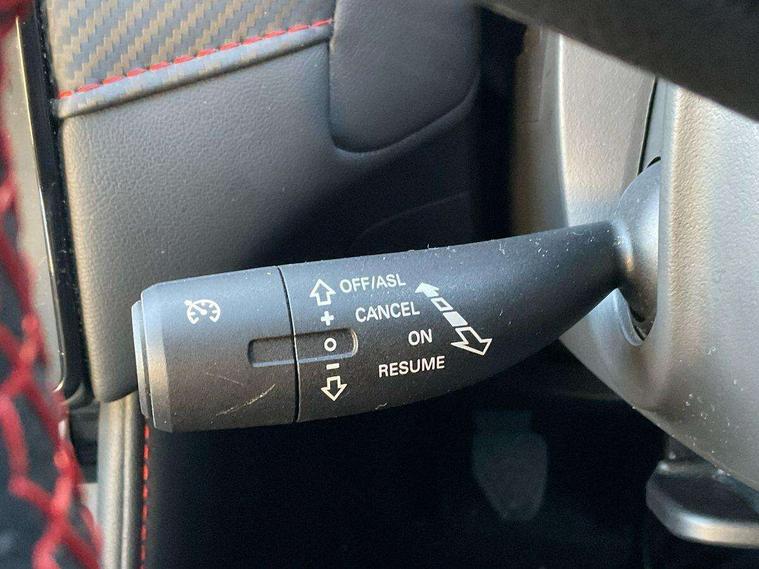 OFF/ASL
+ CANCEL
O ON
- RESUME